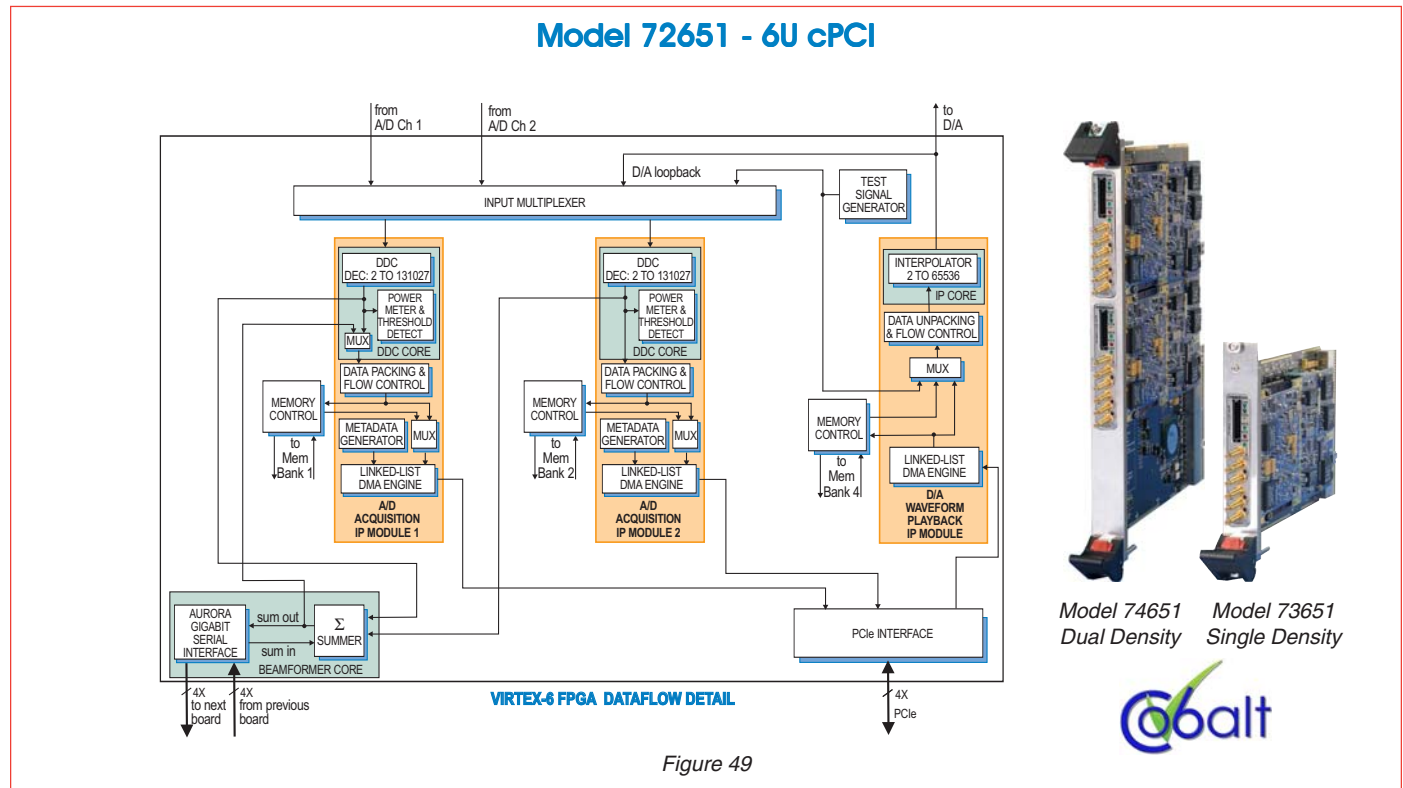 Model 72651 - 6U cPCI
from
A/D Ch 1
from
A/D Ch 2
to
D/A
D/A loopback
TEST
SIGNAL
GENERATOR
INPUT MULTIPLEXER
DDC
DEC: 2 TO 131027
POWER
METER &
THRESHOLD
DETECT
MUX
DDC CORE
DATA PACKING &
FLOW CONTROL
MEMORY
CONTROL
METADATA
GENERATOR
MUX
to
Mem
Bank 1
LINKED-LIST
DMA ENGINE
A/D
ACQUISITION
IP MODULE 1
DDC
DEC: 2 TO 131027
POWER
METER &
THRESHOLD
DETECT
DDC CORE
DATA PACKING &
FLOW CONTROL
MEMORY
CONTROL
METADATA
GENERATOR
MUX
to
Mem
Bank 2
LINKED-LIST
DMA ENGINE
A/D
ACQUISITION
IP MODULE 2
INTERPOLATOR
2 TO 65536
IP CORE
DATA UNPACKING
& FLOW CONTROL
MUX
MEMORY
CONTROL
to
Mem
Bank 4
LINKED-LIST
DMA ENGINE
D/A
WAVEFORM
PLAYBACK
IP MODULE
AURORA
GIGABIT
SERIAL
INTERFACE
sum out
sum in
Σ
SUMMER
BEAMFORMER CORE
4X
to next
board
4X
from previous
board
PCIe INTERFACE
4X
PCIe
VIRTEX-6 FPGA DATAFLOW DETAIL
Model 74651
Dual Density
Model 73651
Single Density
Cobalt
Figure 49